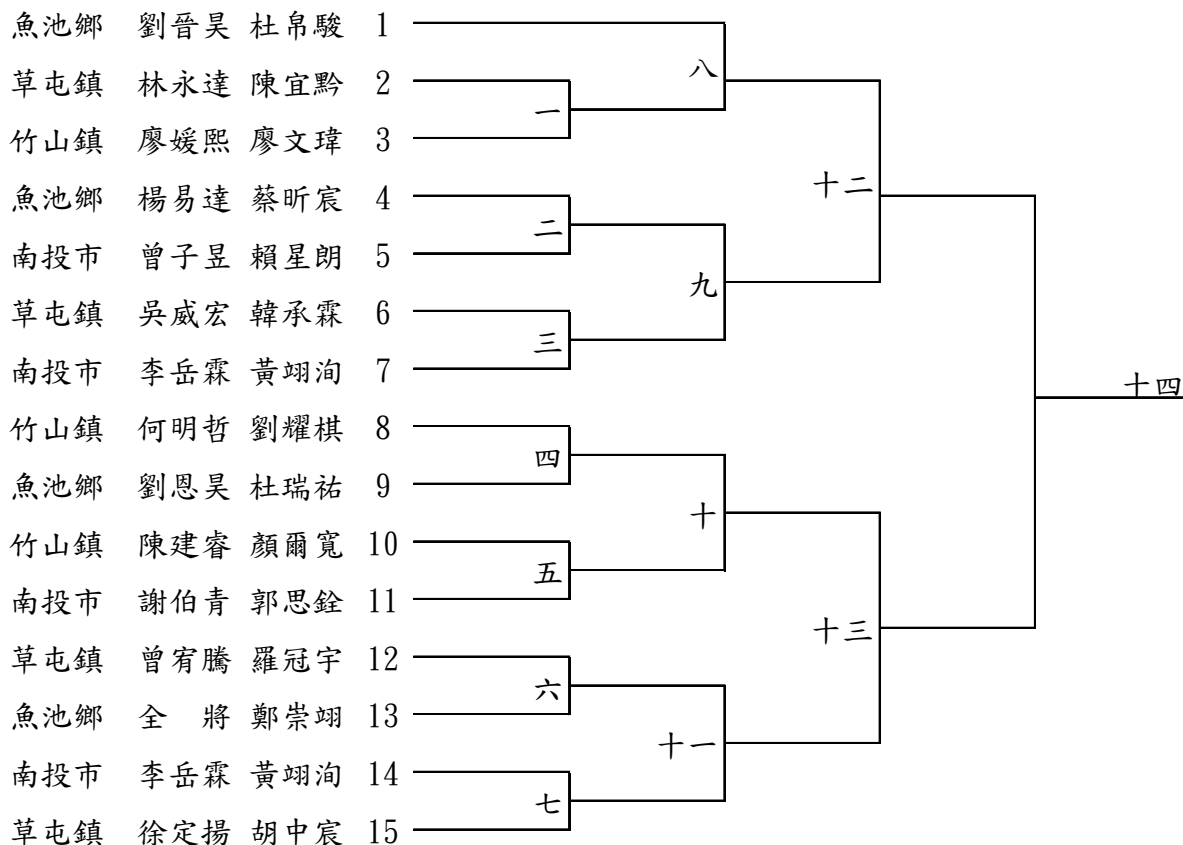 魚池鄉 劉晉昊 杜帛駿 1
八
草屯鎮 林永達 陳宜黔 2
一
竹山鎮 廖媛熙 廖文瑋 3
十二
魚池鄉 楊易達 蔡昕宸 4
二
南投市 曾子昱 賴星朗 5
九
草屯鎮 吳威宏 韓承霖 6
三
南投市 李岳霖 黃翊洵 7
十四
竹山鎮 何明哲 劉耀棋 8
四
魚池鄉 劉恩昊 杜瑞祐 9
十
竹山鎮 陳建睿 顏爾寬 10
五
南投市 謝伯青 郭思銓 11
十三
草屯鎮 曾宥騰 羅冠宇 12
六
魚池鄉 全 將 鄭崇翊 13
十一
南投市 李岳霖 黃翊洵 14
七
草屯鎮 徐定揚 胡中宸 15